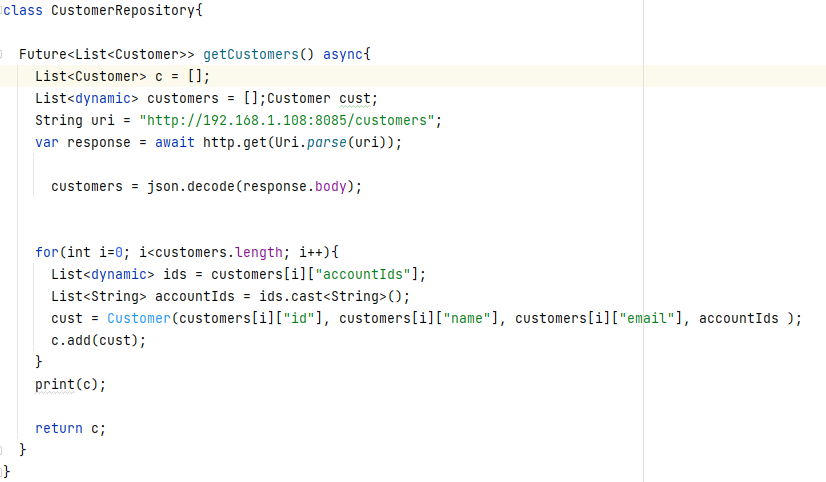 class CustomerRepository{
Future<List<Customer>> getCustomers() async{
List<Customer> c = [];
List<dynamic> customers = [];Customer cust;
String uri = "http://192.168.1.108:8085/customers";
var response = await http.get(Uri.parse(uri));
customers = json.decode(response.body);
for(int i=0; i<customers.length; i++){
List<dynamic> ids = customers[i]["accountIds"];
List<String> accountIds = ids.cast<String>();
cust = Customer(customers[i]["id"], customers[i]["name"], customers[i]["email"], accountIds );
c.add(cust);
}
print(c);
return c;
}
}